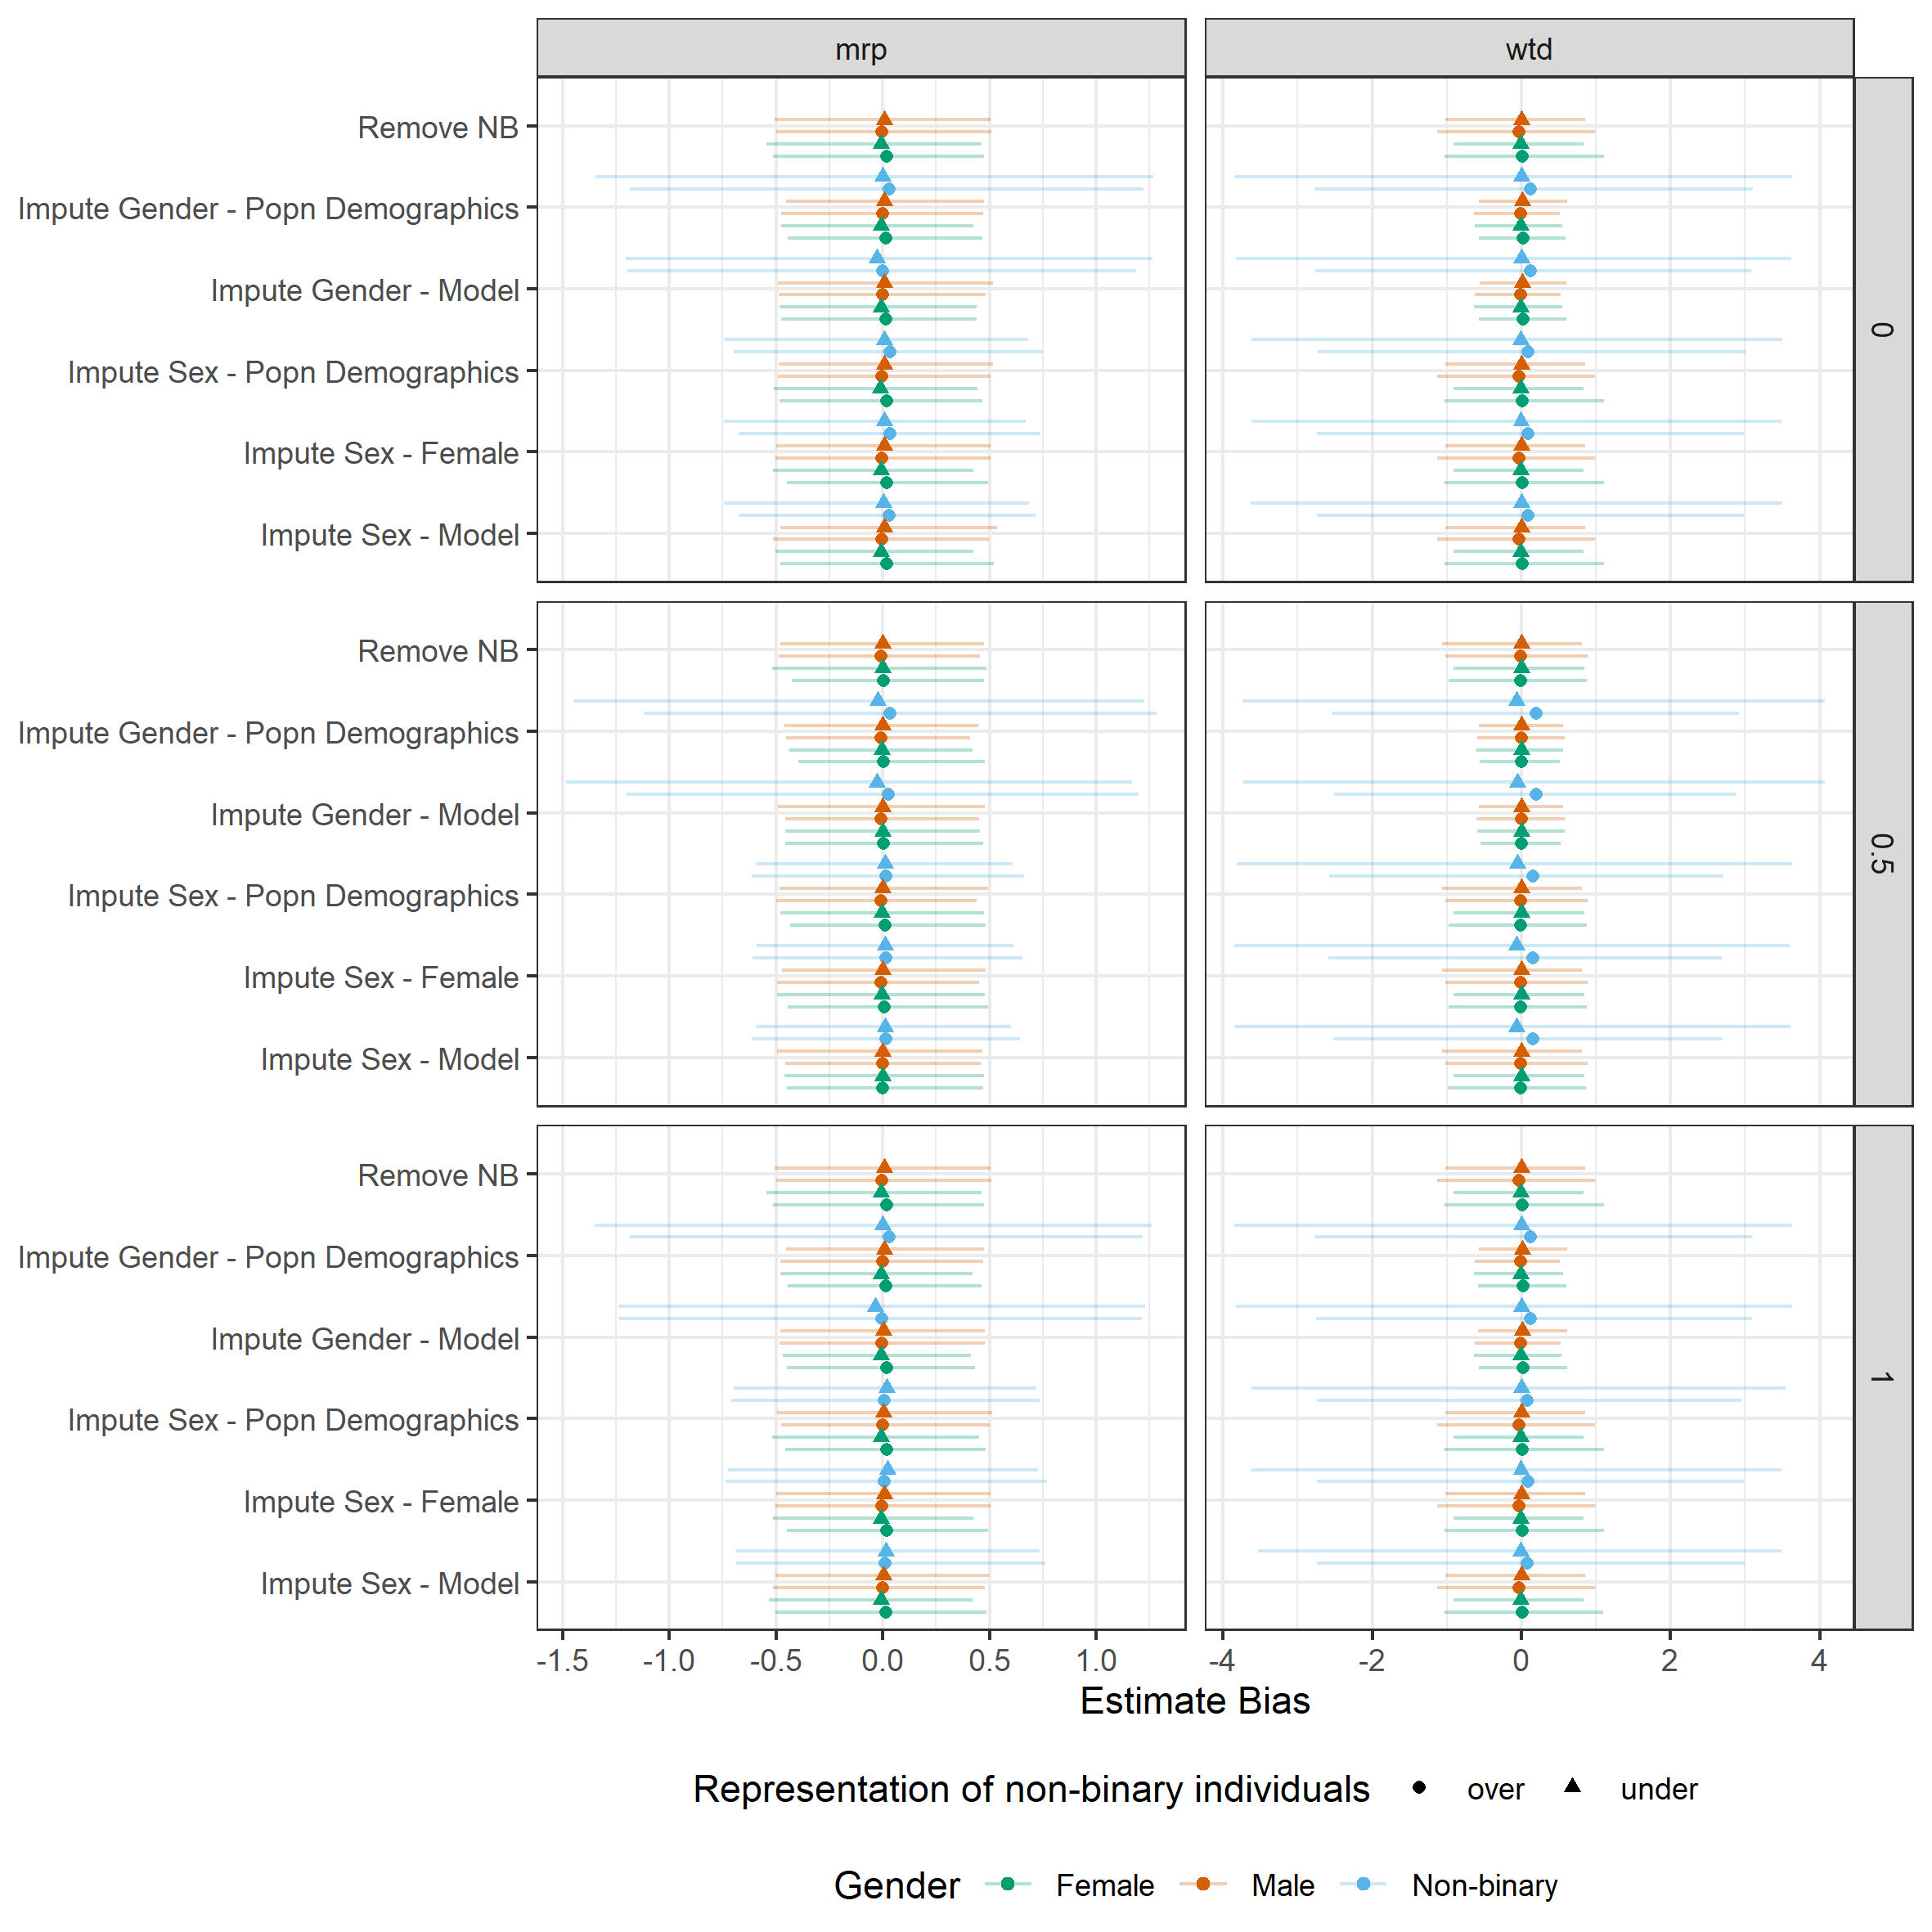 mrp wtd
Remove NB
Impute Gender - Popn Demographics
Impute Gender - Model
Impute Sex - Popn Demographics
Impute Sex - Female
Impute Sex - Model
0
Remove NB
Impute Gender - Popn Demographics
Impute Gender - Model
Impute Sex - Popn Demographics
Impute Sex - Female
Impute Sex - Model
0.5
Remove NB
Impute Gender - Popn Demographics
Impute Gender - Model
Impute Sex - Popn Demographics
Impute Sex - Female
Impute Sex - Model
1
-1.5 -1.0 -0.5 0.0 0.5 1.0 -4 -2 0 2 4
Estimate Bias
Representation of non-binary individuals over under
Gender Female Male Non-binary